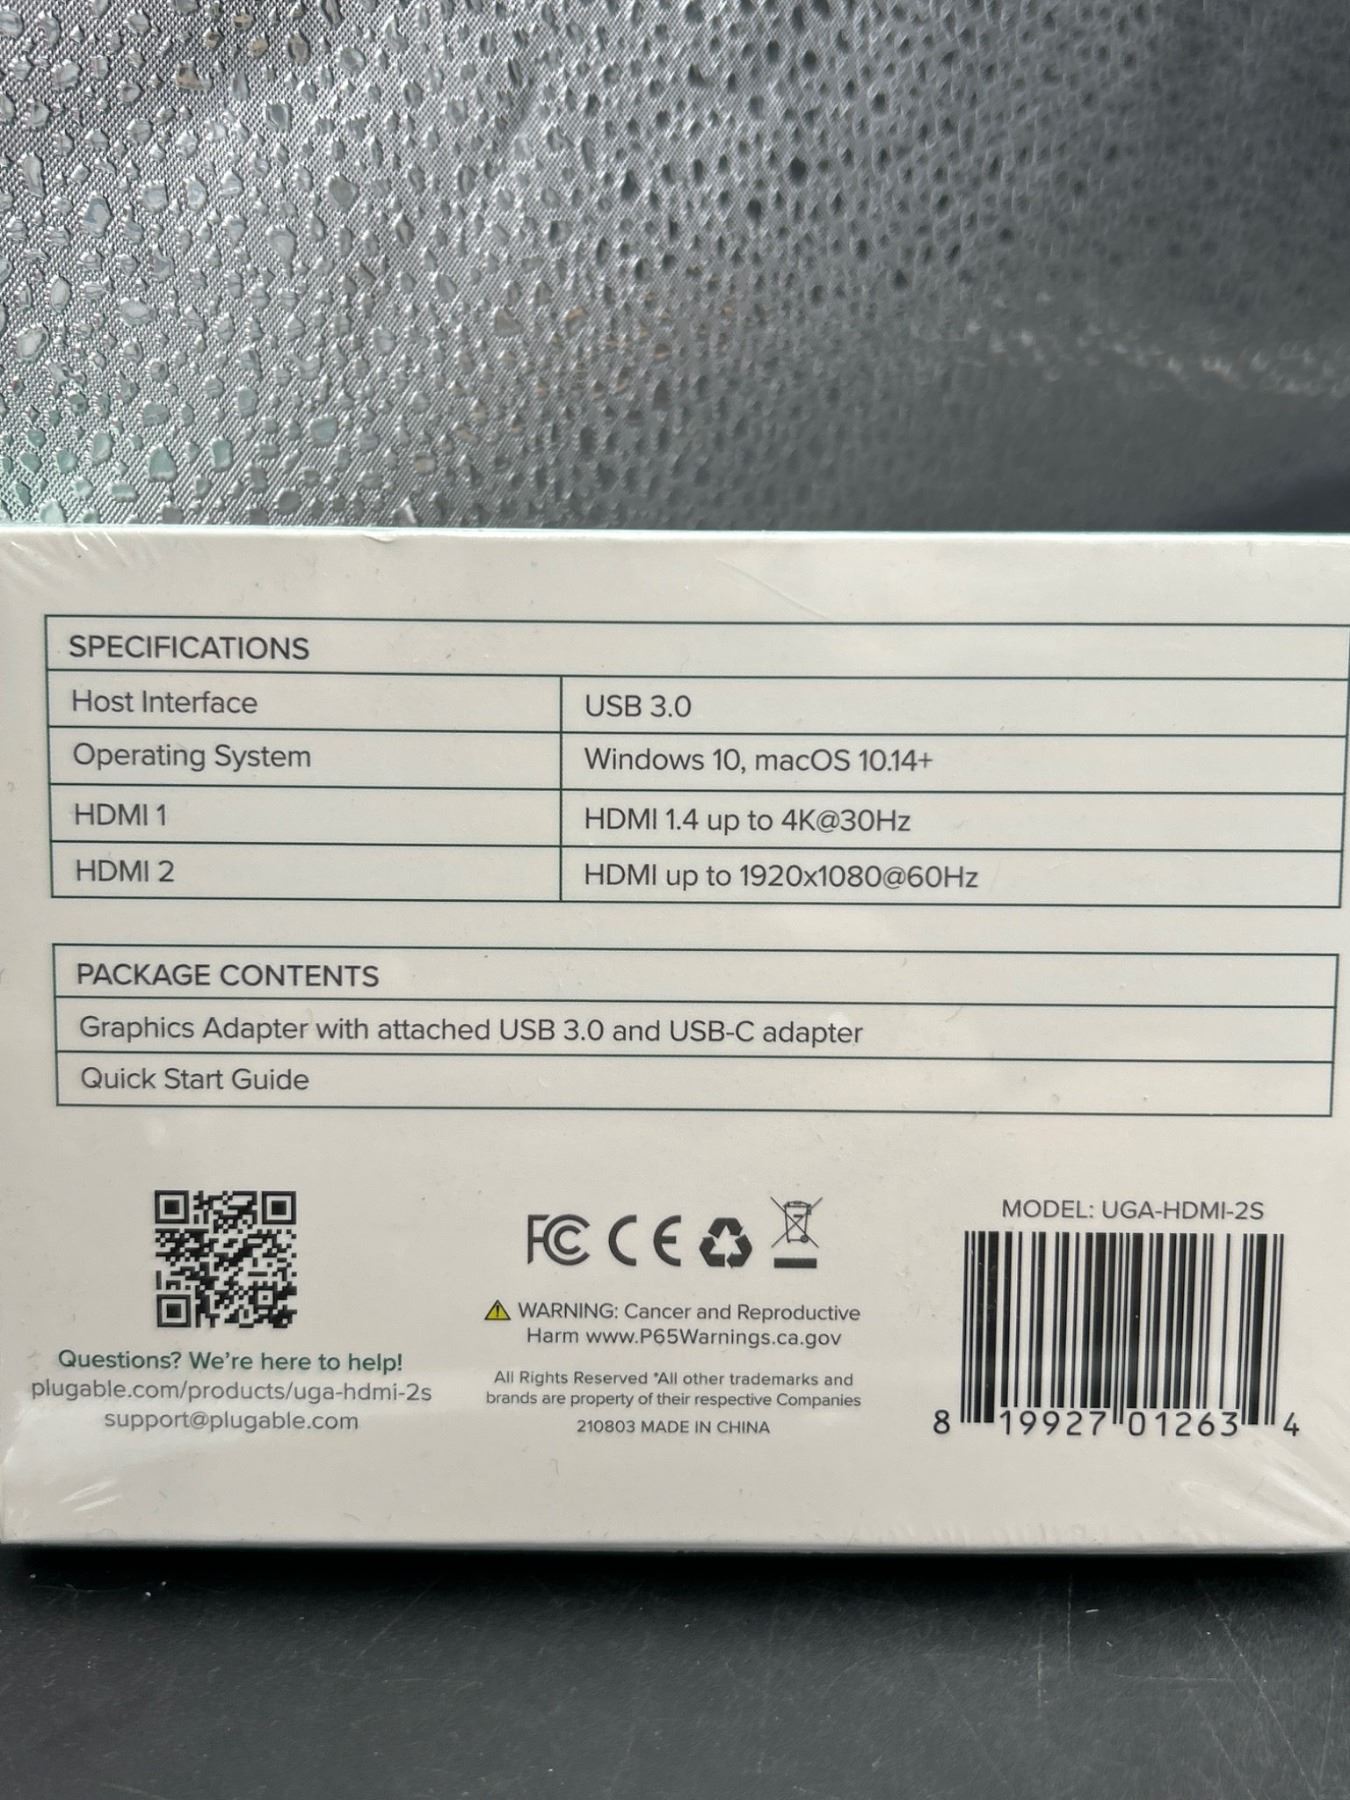 SPECIFICATIONS
Host Interface USB 3.0
Operating System Windows 10, macOS 10.14+
HDMI 1 HDMI 1.4 up to 4K@30Hz
HDMI 2 HDMI up to 1920x1080@60Hz
PACKAGE CONTENTS
Graphics Adapter with attached USB 3.0 and USB-C adapter
Quick Start Guide
Questions? We're here to help!
plugable.com/products/uga-hdmi-2s
support@plugable.com
FC CE
WARNING: Cancer and Reproductive
Harm www.P65Warnings.ca.gov
All Rights Reserved *All other trademarks and
brands are property of their respective Companies
210803 MADE IN CHINA
MODEL: UGA-HDMI-2S
8 19927 01263 4